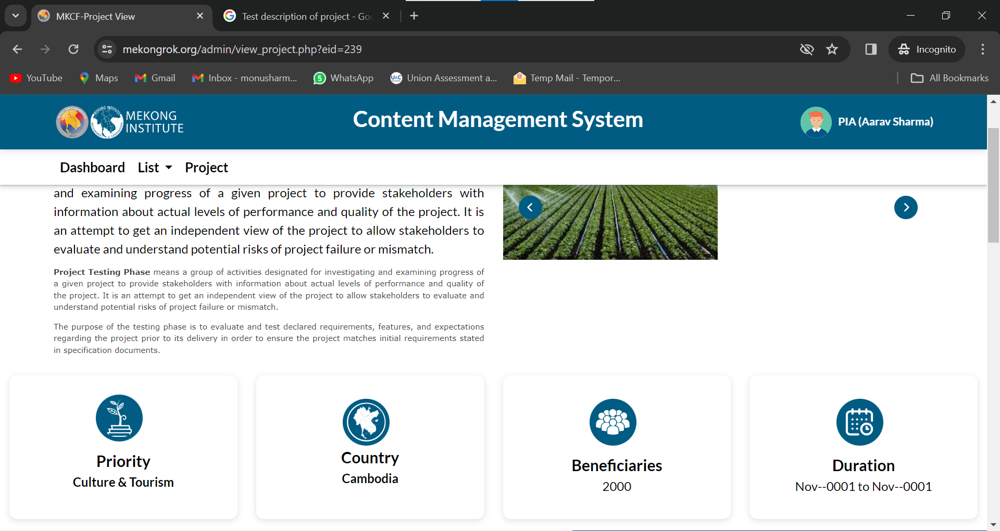 MKCF-Project View
Test description of project - Goo
mekongrok.org/admin/view_project.php?eid=239
Incognito
YouTube
Maps
Gmail
Inbox - monusharm...
WhatsApp
Union Assessment a...
Temp Mail - Tempor...
All Bookmarks
MEKONG
INSTITUTE
Content Management System
PIA (Aarav Sharma)
Dashboard List Project
and examining progress of a given project to provide stakeholders with
information about actual levels of performance and quality of the project. It is
an attempt to get an independent view of the project to allow stakeholders to
evaluate and understand potential risks of project failure or mismatch.
Project Testing Phase means a group of activities designated for investigating and examining progress of
a given project to provide stakeholders with information about actual levels of performance and quality of
the project. It is an attempt to get an independent view of the project to allow stakeholders to evaluate and
understand potential risks of project failure or mismatch.
The purpose of the testing phase is to evaluate and test declared requirements, features, and expectations
regarding the project prior to its delivery in order to ensure the project matches initial requirements stated
in specification documents.
Priority
Culture & Tourism
Country
Cambodia
Beneficiaries
2000
Duration
Nov--0001 to Nov--0001